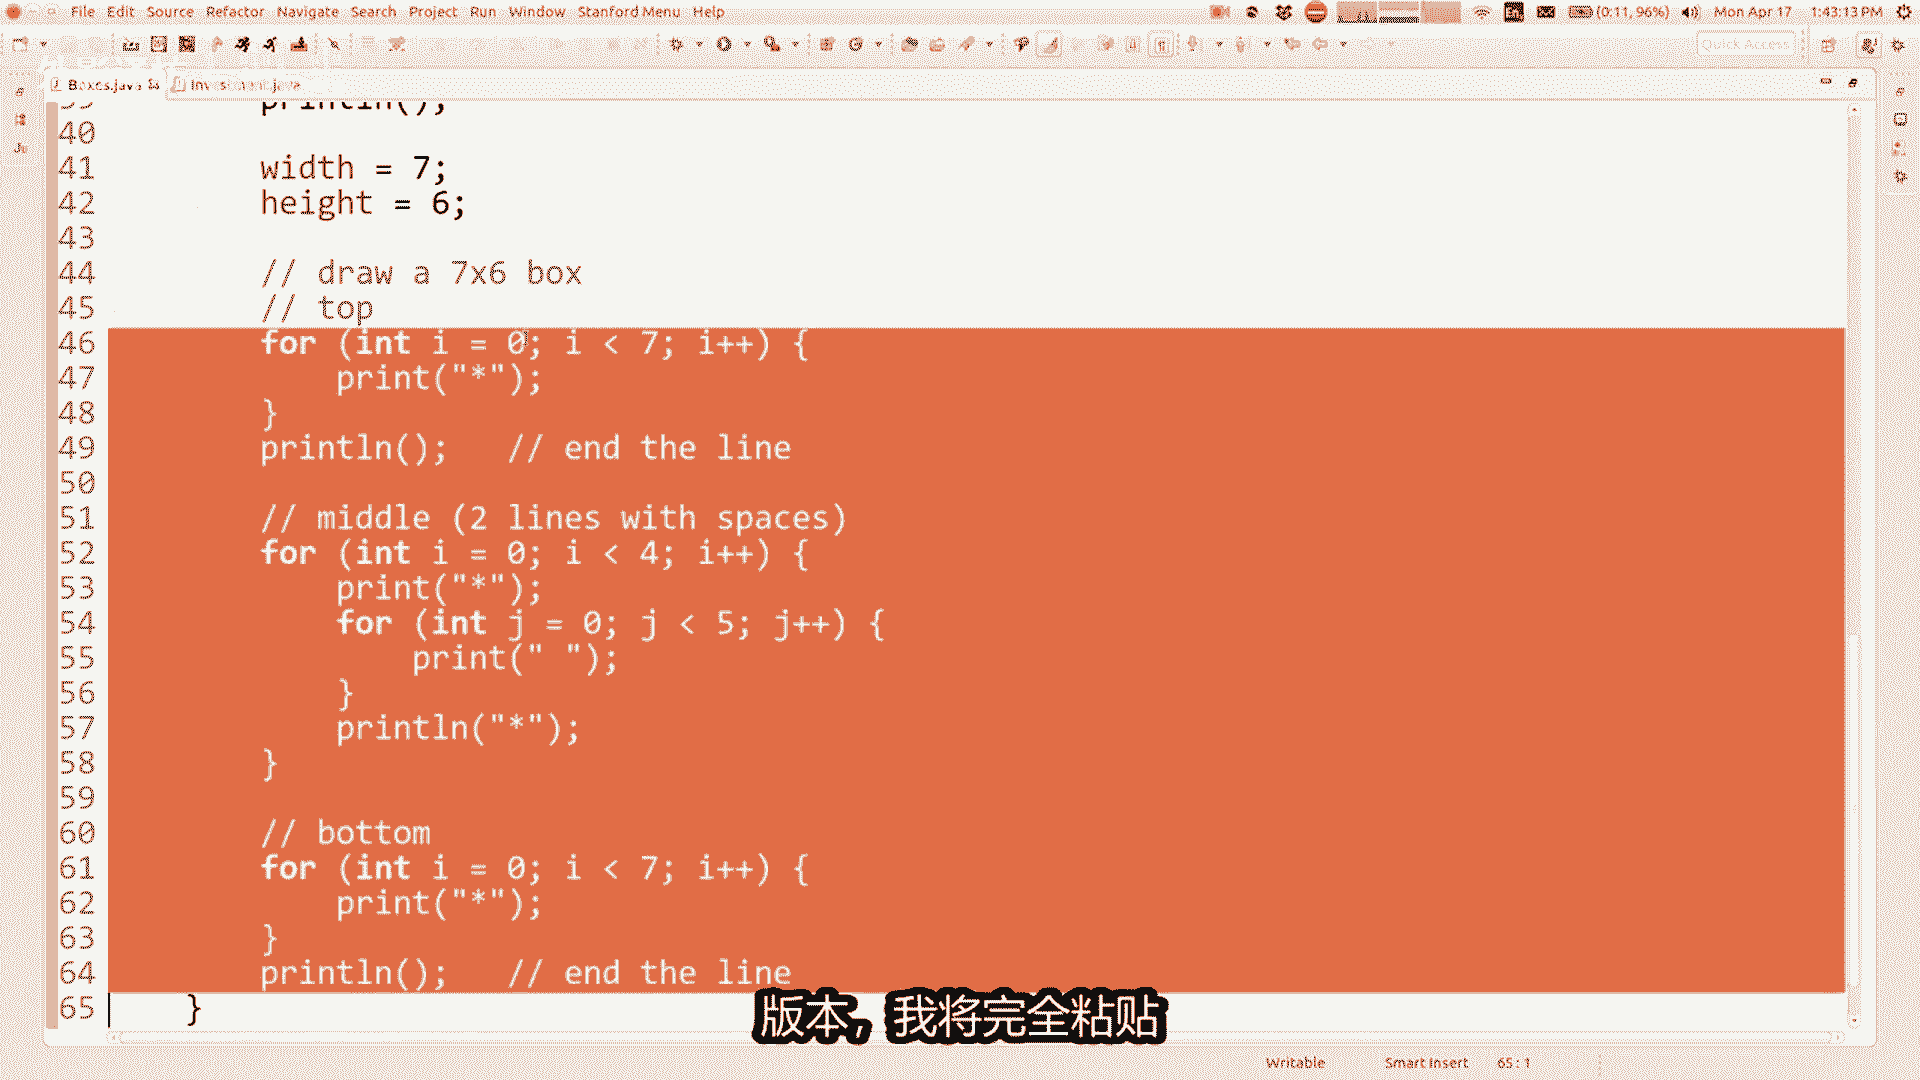 File Edit Source Refactor Navigate Search Project Run Window Stanford Menu Help En (0:11, 96%) Mon Apr 17 1:43:13 PM
Quick Access
Boxes.java Investment.java
39 println();
40
41 width = 7;
42 height = 6;
43
44 // draw a 7x6 box
45 // top
46 for (int i = 0; i < 7; i++) {
47 print("*");
48 }
49 println(); // end the line
50
51 // middle (2 lines with spaces)
52 for (int i = 0; i < 4; i++) {
53 print("*");
54 for (int j = 0; j < 5; j++) {
55 print(" ");
56 }
57 println("*");
58 }
59
60 // bottom
61 for (int i = 0; i < 7; i++) {
62 print("*");
63 }
64 println(); // end the line
65 }
版本，我将完全粘贴
Writable Smart Insert 65 : 1